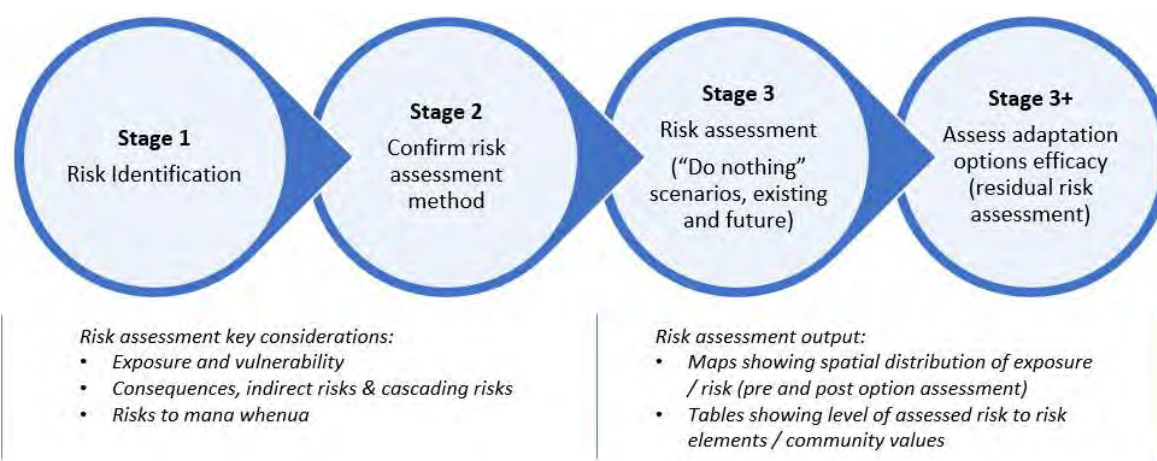 Stage 1
Risk Identification
Stage 2
Confirm risk
assessment
method
Stage 3
Risk assessment
(“Do nothing”
scenarios, existing
and future)
Stage 3+
Assess adaptation
options efficacy
(residual risk
assessment)
Risk assessment key considerations:
• Exposure and vulnerability
• Consequences, indirect risks & cascading risks
• Risks to mana whenua
Risk assessment output:
• Maps showing spatial distribution of exposure
/ risk (pre and post option assessment)
• Tables showing level of assessed risk to risk
elements / community values